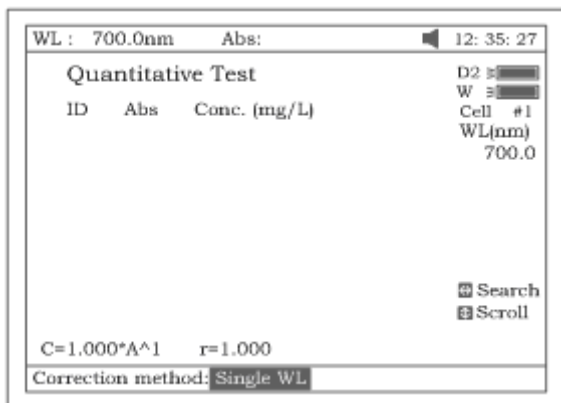 WL : 700.0nm Abs: 12: 35: 27
Quantitative Test
ID Abs Conc. (mg/L)
D2
W
Cell #1
WL(nm)
700.0
Search
Scroll
C=1.000*A^1 r=1.000
Correction method: Single WL